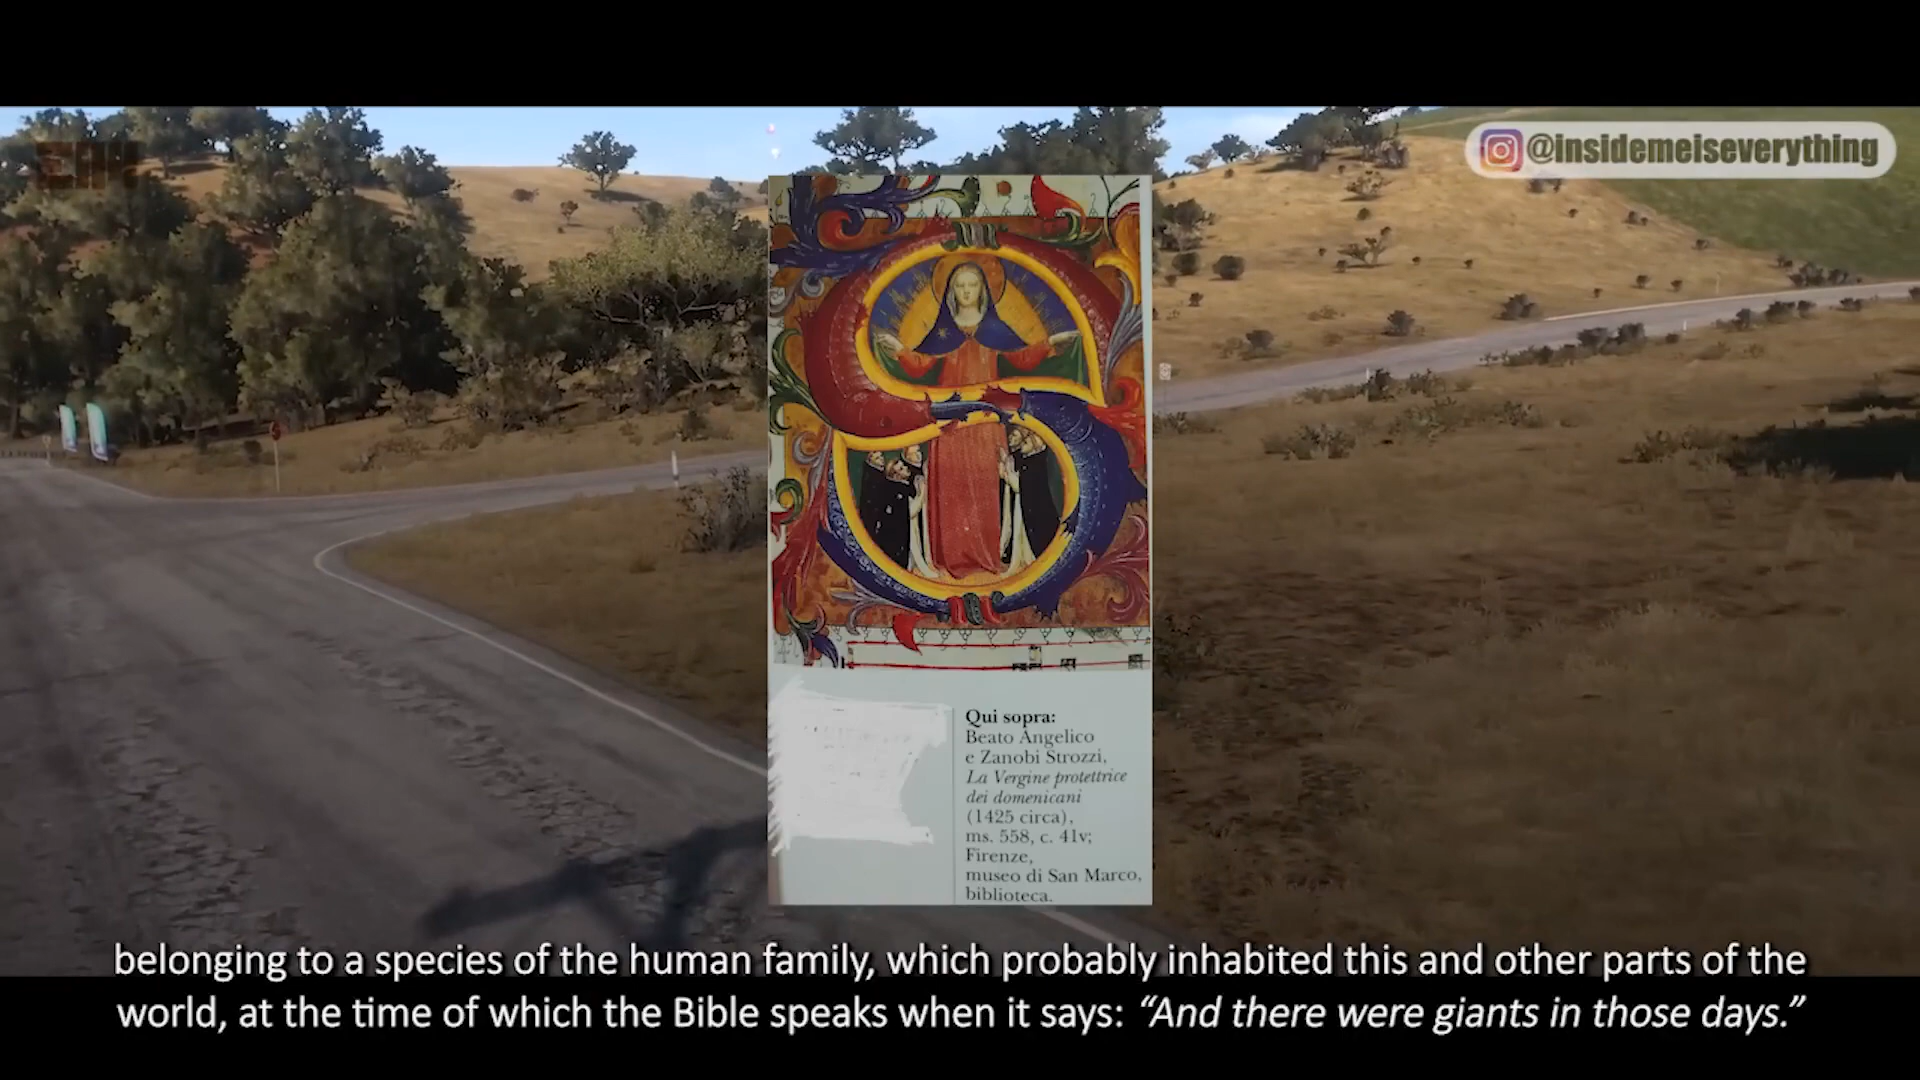 @insidemeiseverything
Qui sopra:
Beato Angelico
e Zanobi Strozzi,
La Vergine protettrice
dei domenicani
(1425 circa),
ms. 558, c. 41v;
Firenze,
museo di San Marco,
biblioteca.
belonging to a species of the human family, which probably inhabited this and other parts of the
world, at the time of which the Bible speaks when it says: “And there were giants in those days.”